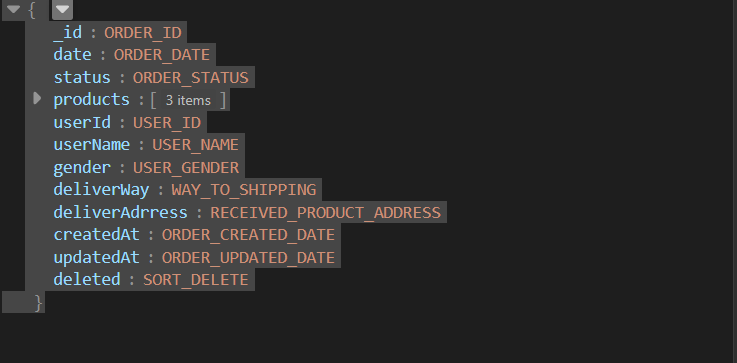 {
_id : ORDER_ID
date : ORDER_DATE
status : ORDER_STATUS
products : [ 3 items ]
userId : USER_ID
userName : USER_NAME
gender : USER_GENDER
deliverWay : WAY_TO_SHIPPING
deliverAdrress : RECEIVED_PRODUCT_ADDRESS
createdAt : ORDER_CREATED_DATE
updatedAt : ORDER_UPDATED_DATE
deleted : SORT_DELETE
}